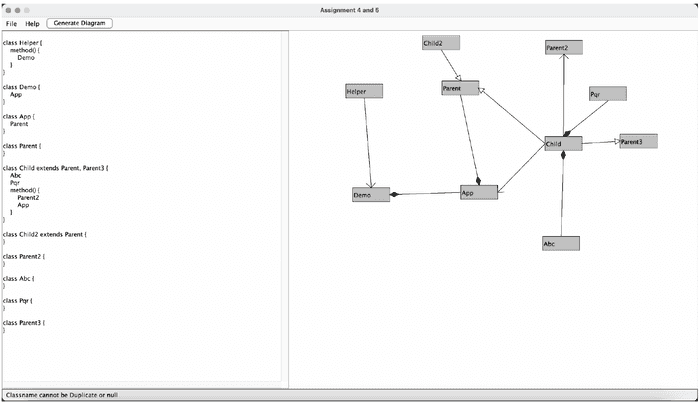 Assignment 4 and 5
File Help Generate Diagram
class Helper {
method() {
Demo
}
}
class Demo {
App
}
class App {
Parent
}
class Parent {
}
class Child extends Parent, Parent3 {
Abc
Pqr
method() {
Parent2
App
}
}
class Child2 extends Parent {
}
class Parent2 {
}
class Abc {
}
class Pqr {
}
class Parent3 {
}
Child2
Parent2
Helper
Parent
Pqr
Child
Parent3
Demo
App
Abc
Classname cannot be Duplicate or null